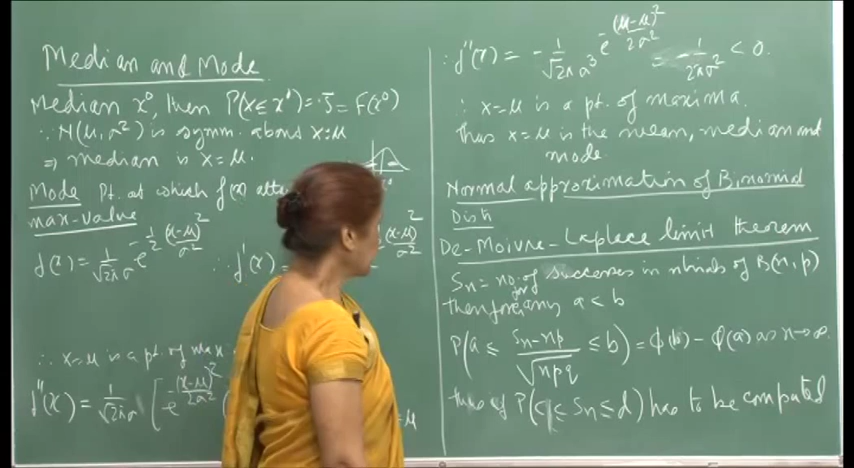 Median and Mode
Median x⁰, then P(X ≤ x⁰) = .5 = F(x⁰)
∵ N(μ, σ²) is symm. about x = μ
⇒ median is x = μ.
Mode Pt. at which f(x) atta
max-value
f(x) = 1/√2π σ e^{-1/2 (x-μ)²/σ²} ∴ f'(x) = (x-μ)²/σ²
∴ x = μ is a pt. of max
f''(x) = 1/√2π σ [ e^{-(x-μ)²/2σ²} (
= μ
∴ f''(x) = - 1/√2π σ³ e^{-(μ-μ)²/2σ²} = - 1/2πσ² < 0.
∴ x = μ is a pt. of maxima.
thus x = μ is the mean, median and
mode.
Normal approximation of Binomial
Distn
De-Moivre-Laplace limit theorem
Sn = no. of successes in n trials of B(n, p)
then for any a < b
P(a ≤ Sn - np/√npq ≤ b) = Φ(b) - Φ(a) as n → ∞.
thus if P(c ≤ Sn ≤ d) has to be computed